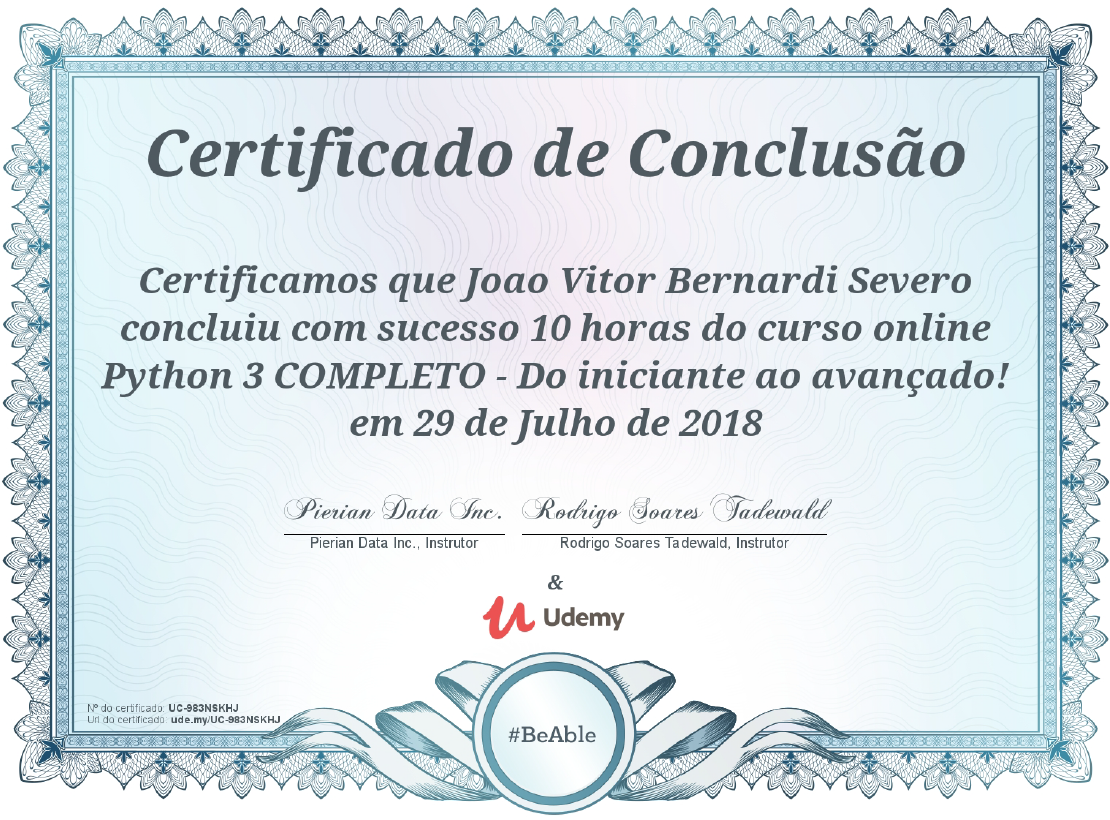 Certificado de Conclusão
Certificamos que Joao Vitor Bernardi Severo
concluiu com sucesso 10 horas do curso online
Python 3 COMPLETO - Do iniciante ao avançado!
em 29 de Julho de 2018
Pierian Data Inc. Rodrigo Soares Tadewald
Pierian Data Inc., Instrutor Rodrigo Soares Tadewald, Instrutor
&
Udemy
Nº do certificado: UC-983NSKHJ
Url do certificado: ude.my/UC-983NSKHJ
#BeAble